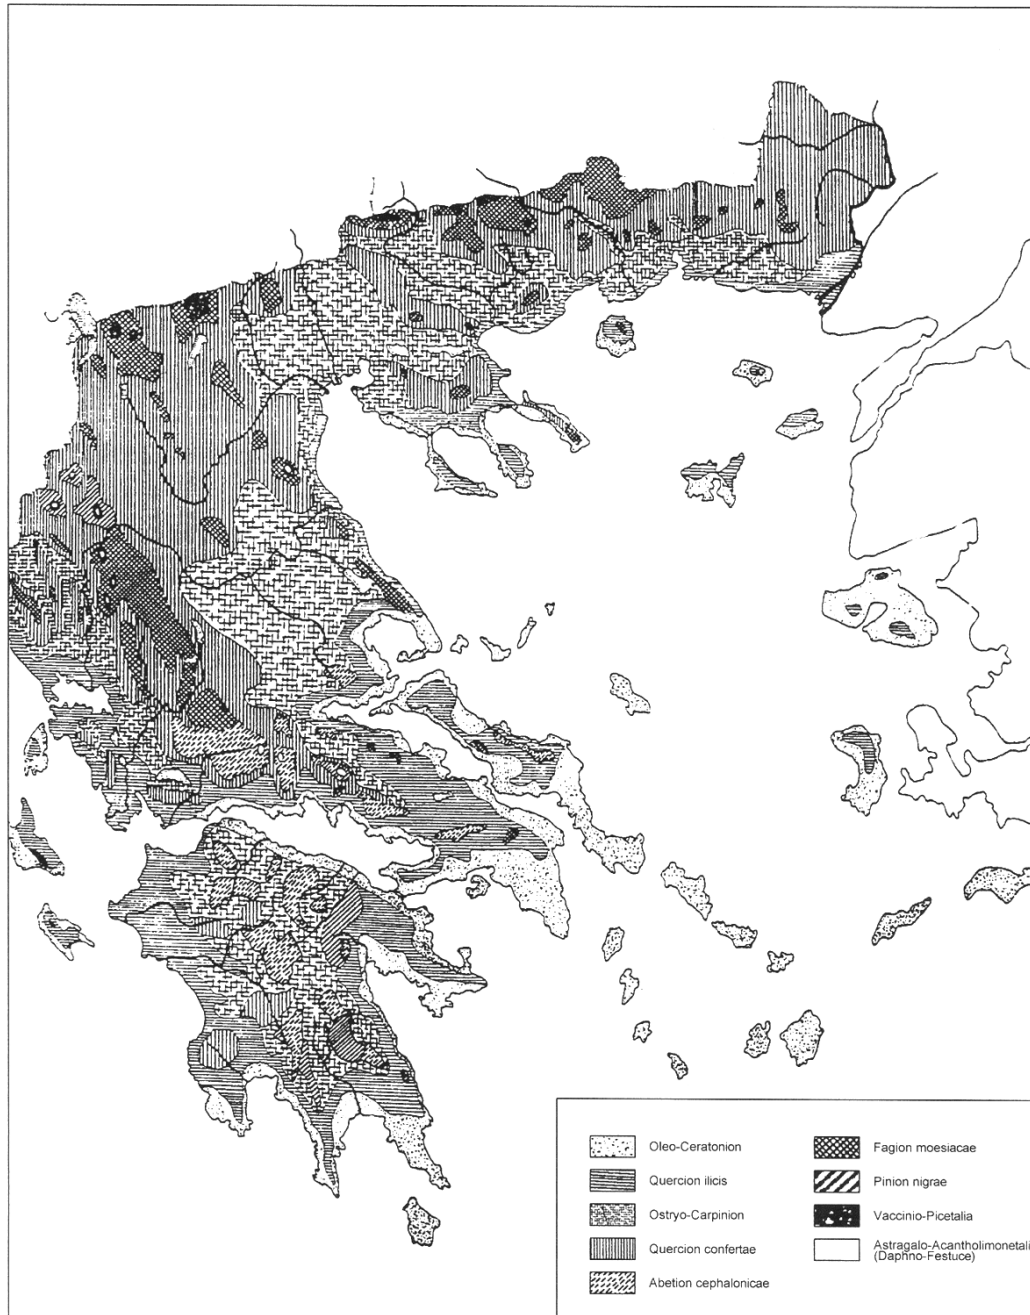 Oleo-Ceratonion
Quercion ilicis
Ostryo-Carpinion
Quercion confertae
Abetion cephalonicae
Fagion moesiacae
Pinion nigrae
Vaccinio-Picetalia
Astragalo-Acantholimonetali
(Daphno-Festuce)